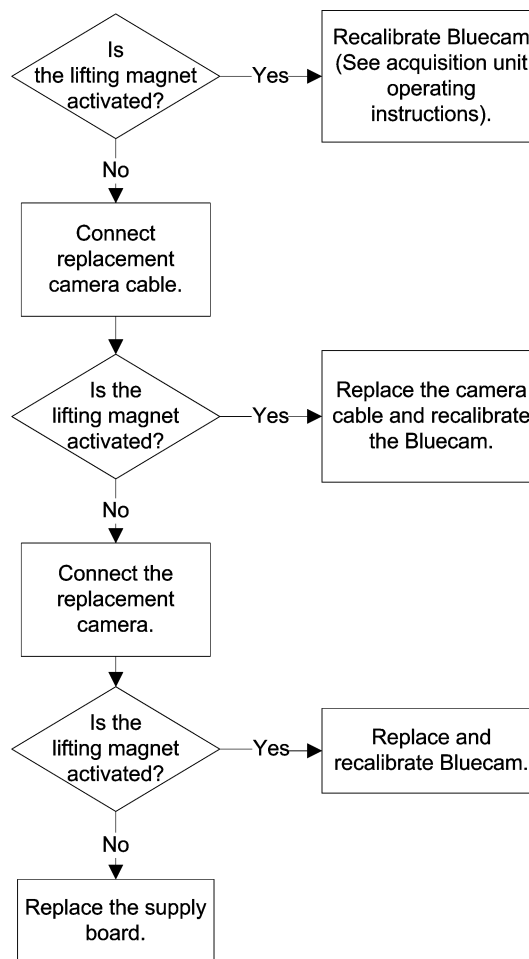 Is
the lifting magnet
activated?
Yes
Recalibrate Bluecam
(See acquisition unit
operating
instructions).
No
Connect
replacement
camera cable.
Is the
lifting magnet
activated?
Yes
Replace the camera
cable and recalibrate
the Bluecam.
No
Connect the
replacement
camera.
Is the
lifting magnet
activated?
Yes
Replace and
recalibrate Bluecam.
No
Replace the supply
board.